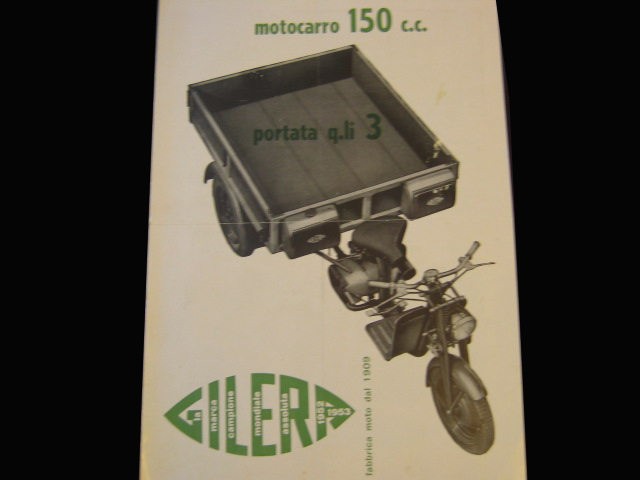 motocarro 150 c.c.
portata q.li 3
GILERA
la marca campione mondiale assoluta 1952 1953
fabbrica moto dal 1909